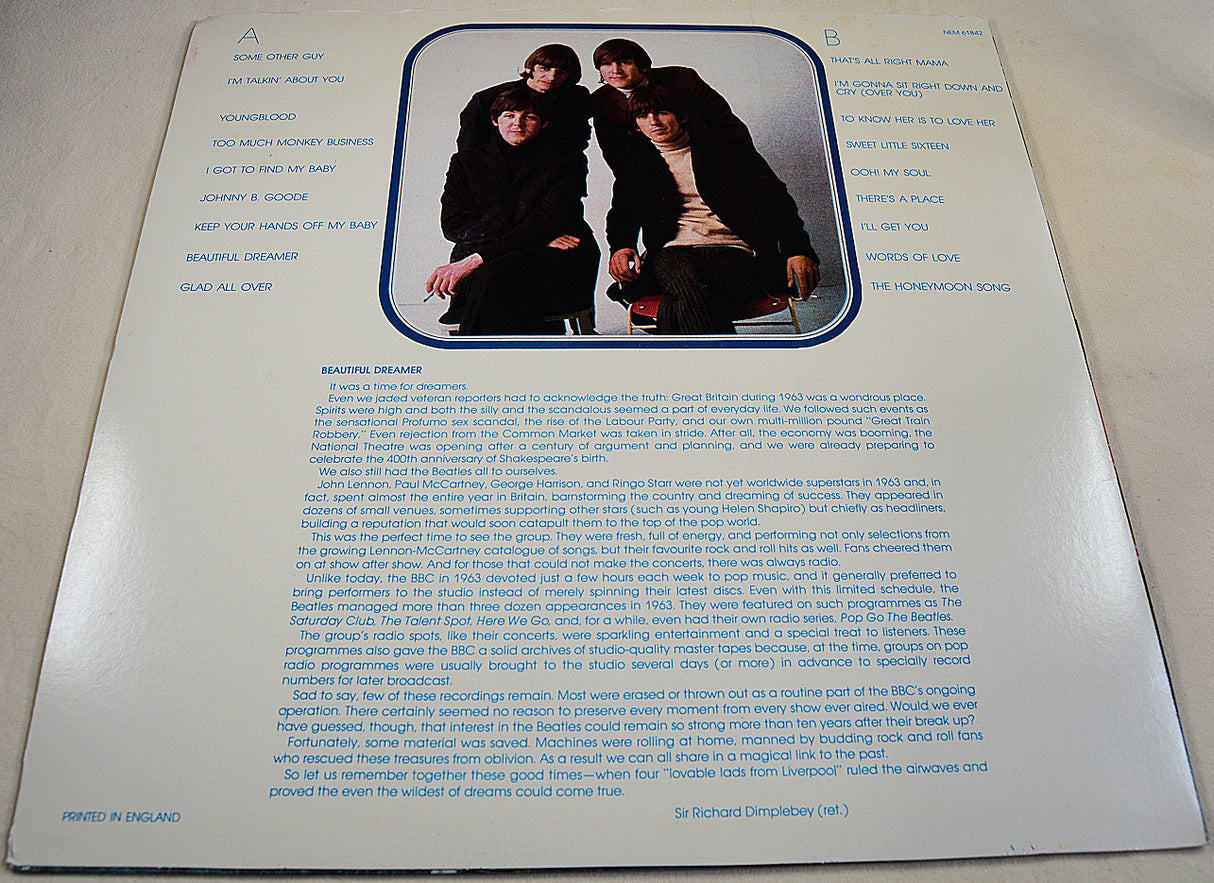 A
SOME OTHER GUY
I'M TALKIN' ABOUT YOU
YOUNGBLOOD
TOO MUCH MONKEY BUSINESS
I GOT TO FIND MY BABY
JOHNNY B. GOODE
KEEP YOUR HANDS OFF MY BABY
BEAUTIFUL DREAMER
GLAD ALL OVER
B
NEM 61842
THAT'S ALL RIGHT MAMA
I'M GONNA SIT RIGHT DOWN AND
CRY (OVER YOU)
TO KNOW HER IS TO LOVE HER
SWEET LITTLE SIXTEEN
OOH! MY SOUL
THERE'S A PLACE
I'LL GET YOU
WORDS OF LOVE
THE HONEYMOON SONG
BEAUTIFUL DREAMER
It was a time for dreamers.
Even we jaded veteran reporters had to acknowledge the truth: Great Britain during 1963 was a wondrous place.
Spirits were high and both the silly and the scandalous seemed a part of everyday life. We followed such events as
the sensational Profumo sex scandal, the rise of the Labour Party, and our own multi-million pound "Great Train
Robbery." Even rejection from the Common Market was taken in stride. After all, the economy was booming, the
National Theatre was opening after a century of argument and planning, and we were already preparing to
celebrate the 400th anniversary of Shakespeare's birth.
We also still had the Beatles all to ourselves.
John Lennon, Paul McCartney, George Harrison, and Ringo Starr were not yet worldwide superstars in 1963 and, in
fact, spent almost the entire year in Britain, barnstorming the country and dreaming of success. They appeared in
dozens of small venues, sometimes supporting other stars (such as young Helen Shapiro) but chiefly as headliners,
building a reputation that would soon catapult them to the top of the pop world.
This was the perfect time to see the group. They were fresh, full of energy, and performing not only selections from
the growing Lennon-McCartney catalogue of songs, but their favourite rock and roll hits as well. Fans cheered them
on at show after show. And for those that could not make the concerts, there was always radio.
Unlike today, the BBC in 1963 devoted just a few hours each week to pop music, and it generally preferred to
bring performers to the studio instead of merely spinning their latest discs. Even with this limited schedule, the
Beatles managed more than three dozen appearances in 1963. They were featured on such programmes as The
Saturday Club, The Talent Spot, Here We Go, and, for a while, even had their own radio series, Pop Go The Beatles.
The group's radio spots, like their concerts, were sparkling entertainment and a special treat to listeners. These
programmes also gave the BBC a solid archives of studio-quality master tapes because, at the time, groups on pop
radio programmes were usually brought to the studio several days (or more) in advance to specially record
numbers for later broadcast.
Sad to say, few of these recordings remain. Most were erased or thrown out as a routine part of the BBC's ongoing
operation. There certainly seemed no reason to preserve every moment from every show ever aired. Would we ever
have guessed, though, that interest in the Beatles could remain so strong more than ten years after their break up?
Fortunately, some material was saved. Machines were rolling at home, manned by budding rock and roll fans
who rescued these treasures from oblivion. As a result we can all share in a magical link to the past.
So let us remember together these good times—when four "lovable lads from Liverpool" ruled the airwaves and
proved the even the wildest of dreams could come true.
Sir Richard Dimplebey (ret.)
PRINTED IN ENGLAND